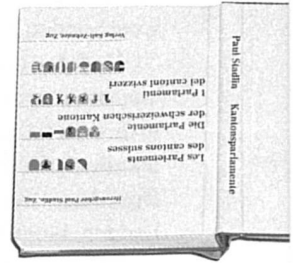 Herausgeber Paul Stadlin, Zug
Les Parlements
des cantons suisses
Die Parlamente
der schweizerischen Kantone
I Parlamenti
dei cantoni svizzeri
Verlag Kalt-Zehnder, Zug
Paul Stadlin Kantonsparlamente